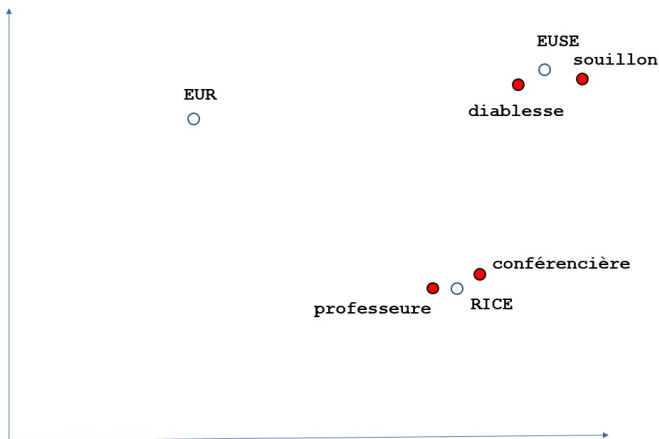 EUSE
souillon
EUR
diablesse
conférencière
professeure
RICE